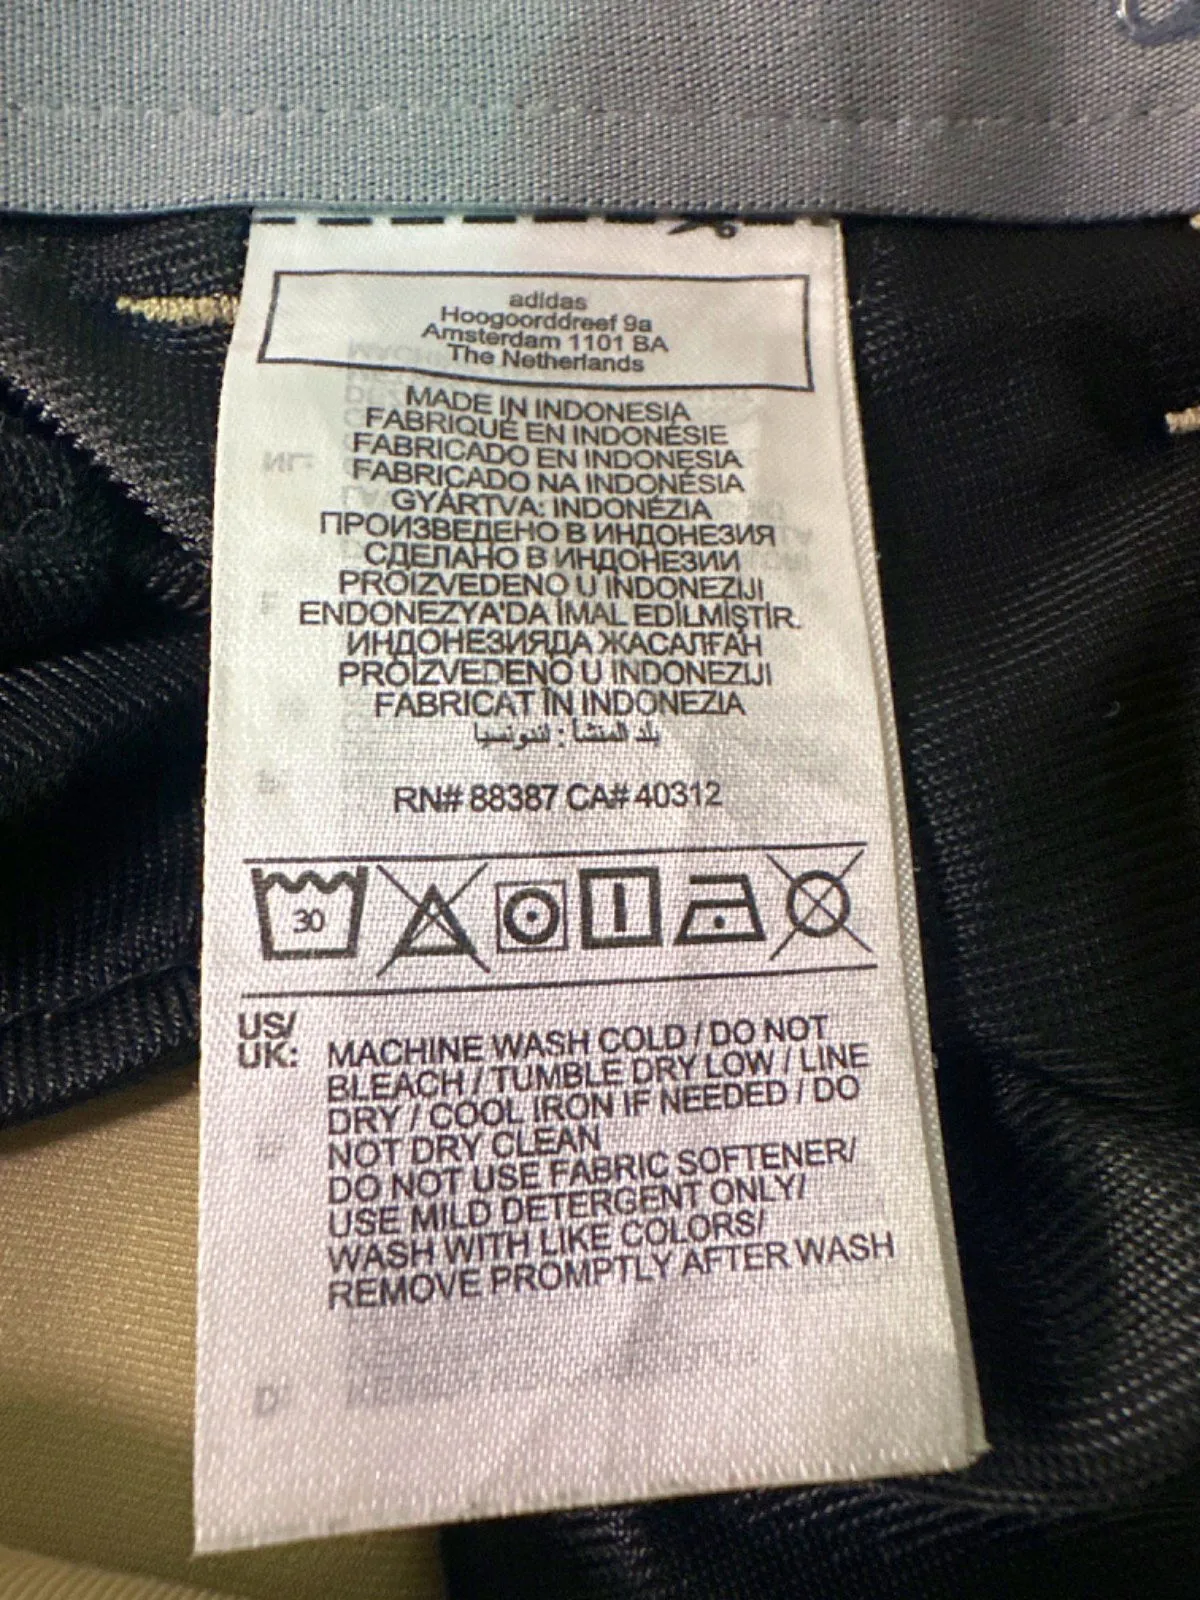 adidas
Hoogoorddreef 9a
Amsterdam 1101 BA
The Netherlands
MADE IN INDONESIA
FABRIQUÉ EN INDONÉSIE
FABRICADO EN INDONESIA
FABRICADO NA INDONÉSIA
GYÁRTVA: INDONÉZIA
ПРОИЗВЕДЕНО В ИНДОНЕЗИЯ
СДЕЛАНО В ИНДОНЕЗИИ
PROIZVEDENO U INDONEZIJI
ENDONEZYA'DA İMAL EDİLMİŞTİR.
ИНДОНЕЗИЯДА ЖАСАЛҒАН
PROIZVEDENO U INDONEZIJI
FABRICAT ÎN INDONEZIA
بلد المنشأ : اندونسيا
RN# 88387 CA# 40312
30
US/
UK: MACHINE WASH COLD / DO NOT
BLEACH / TUMBLE DRY LOW / LINE
DRY / COOL IRON IF NEEDED / DO
NOT DRY CLEAN
DO NOT USE FABRIC SOFTENER/
USE MILD DETERGENT ONLY/
WASH WITH LIKE COLORS/
REMOVE PROMPTLY AFTER WASH